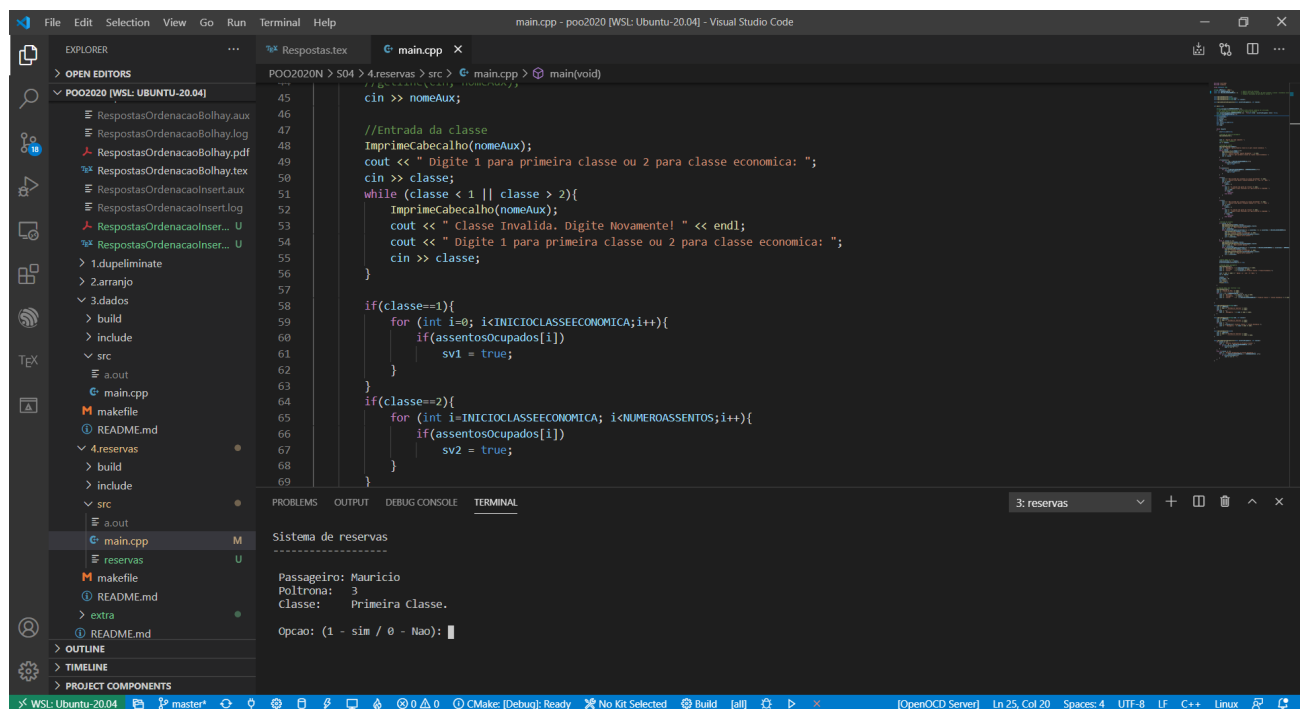 File Edit Selection View Go Run Terminal Help
main.cpp - poo2020 [WSL: Ubuntu-20.04] - Visual Studio Code
EXPLORER
OPEN EDITORS
POO2020 [WSL: UBUNTU-20.04]
RespostasOrdenacaoBolhay.aux
RespostasOrdenacaoBolhay.log
RespostasOrdenacaoBolhay.pdf
RespostasOrdenacaoBolhay.tex
RespostasOrdenacaoInsert.aux
RespostasOrdenacaoInsert.log
RespostasOrdenacaoInser... U
RespostasOrdenacaoInser... U
1.dupeliminate
2.arranjo
3.dados
build
include
src
a.out
main.cpp
makefile
README.md
4.reservas
build
include
src
a.out
main.cpp M
reservas U
makefile
README.md
extra
README.md
OUTLINE
TIMELINE
PROJECT COMPONENTS
18
TEX
Respostas.tex
main.cpp
POO2020N > S04 > 4.reservas > src > main.cpp > main(void)
44 //getline(cin, nomeAux);
45 cin >> nomeAux;
46
47 //Entrada da classe
48 ImprimeCabecalho(nomeAux);
49 cout << " Digite 1 para primeira classe ou 2 para classe economica: ";
50 cin >> classe;
51 while (classe < 1 || classe > 2){
52 ImprimeCabecalho(nomeAux);
53 cout << " Classe Invalida. Digite Novamente! " << endl;
54 cout << " Digite 1 para primeira classe ou 2 para classe economica: ";
55 cin >> classe;
56 }
57
58 if(classe==1){
59 for (int i=0; i<INICIOCLASSEECONOMICA;i++){
60 if(assentosOcupados[i])
61 sv1 = true;
62 }
63 }
64 if(classe==2){
65 for (int i=INICIOCLASSEECONOMICA; i<NUMEROASSENTOS;i++){
66 if(assentosOcupados[i])
67 sv2 = true;
68 }
69 }
PROBLEMS OUTPUT DEBUG CONSOLE TERMINAL
3: reservas
Sistema de reservas
-------------------
Passageiro: Mauricio
Poltrona: 3
Classe: Primeira Classe.
Opcao: (1 - sim / 0 - Nao):
WSL: Ubuntu-20.04 master* 0 0 CMake: [Debug]: Ready No Kit Selected Build [all] [OpenOCD Server] Ln 25, Col 20 Spaces: 4 UTF-8 LF C++ Linux